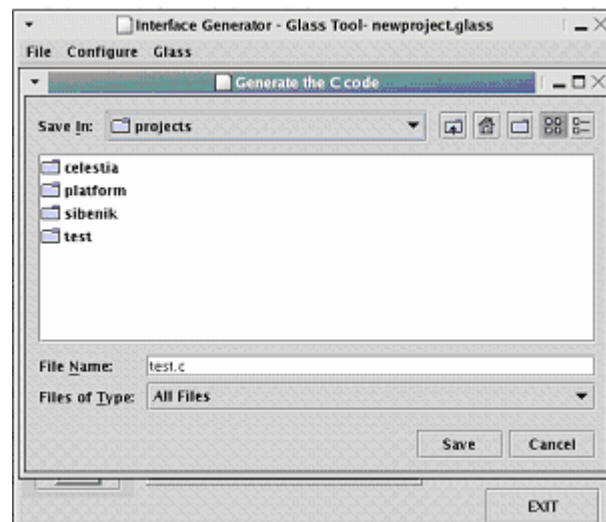 Interface Generator - Glass Tool- newproject.glass
File Configure Glass
Generate the C code
Save In: projects
celestia
platform
sibenik
test
File Name: test.c
Files of Type: All Files
Save Cancel
EXIT